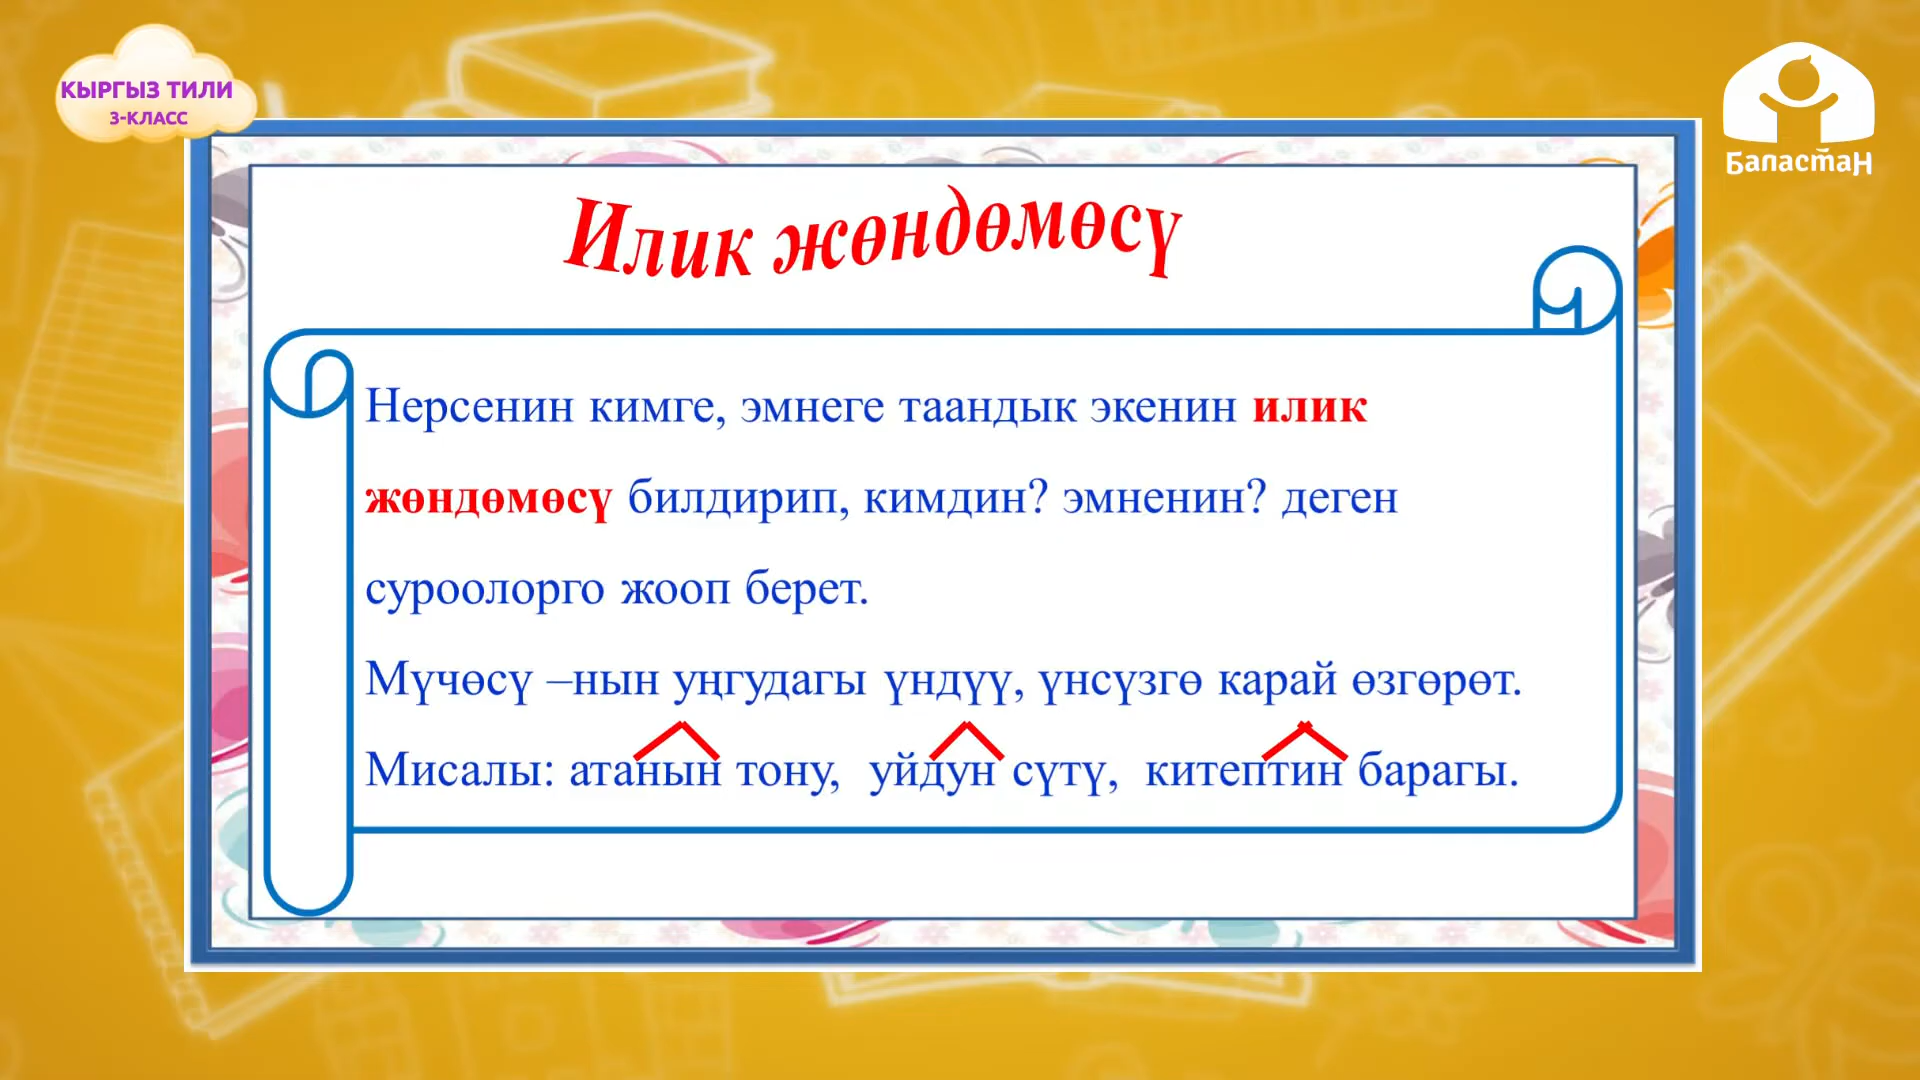 КЫРГЫЗ ТИЛИ
3-КЛАСС
Баластан
Илик жөндөмөсү
Нерсенин кимге, эмнеге таандык экенин илик
жөндөмөсү билдирип, кимдин? эмненин? деген
суроолорго жооп берет.
Мүчөсү –нын уңгудагы үндүү, үнсүзгө карай өзгөрөт.
Мисалы: атанын тону, уйдун сүтү, китептин барагы.